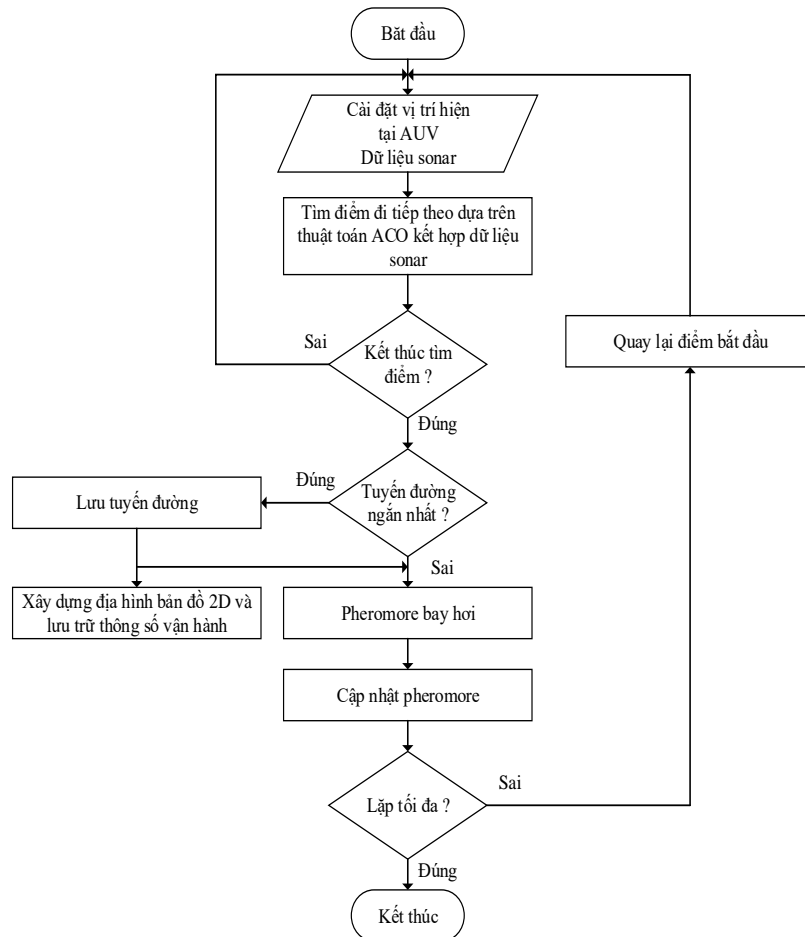 Băt đầu
Cài đặt vị trí hiện
tại AUV
Dữ liệu sonar
Tìm điểm đi tiếp theo dựa trên
thuật toán ACO kết hợp dữ liệu
sonar
Sai
Kết thúc tìm
điểm ?
Quay lại điểm bắt đầu
Đúng
Đúng
Lưu tuyến đường
Tuyến đường
ngắn nhất ?
Sai
Xây dựng địa hình bản đồ 2D và
lưu trữ thông số vận hành
Pheromore bay hơi
Cập nhật pheromore
Lặp tối đa ?
Sai
Đúng
Kết thúc